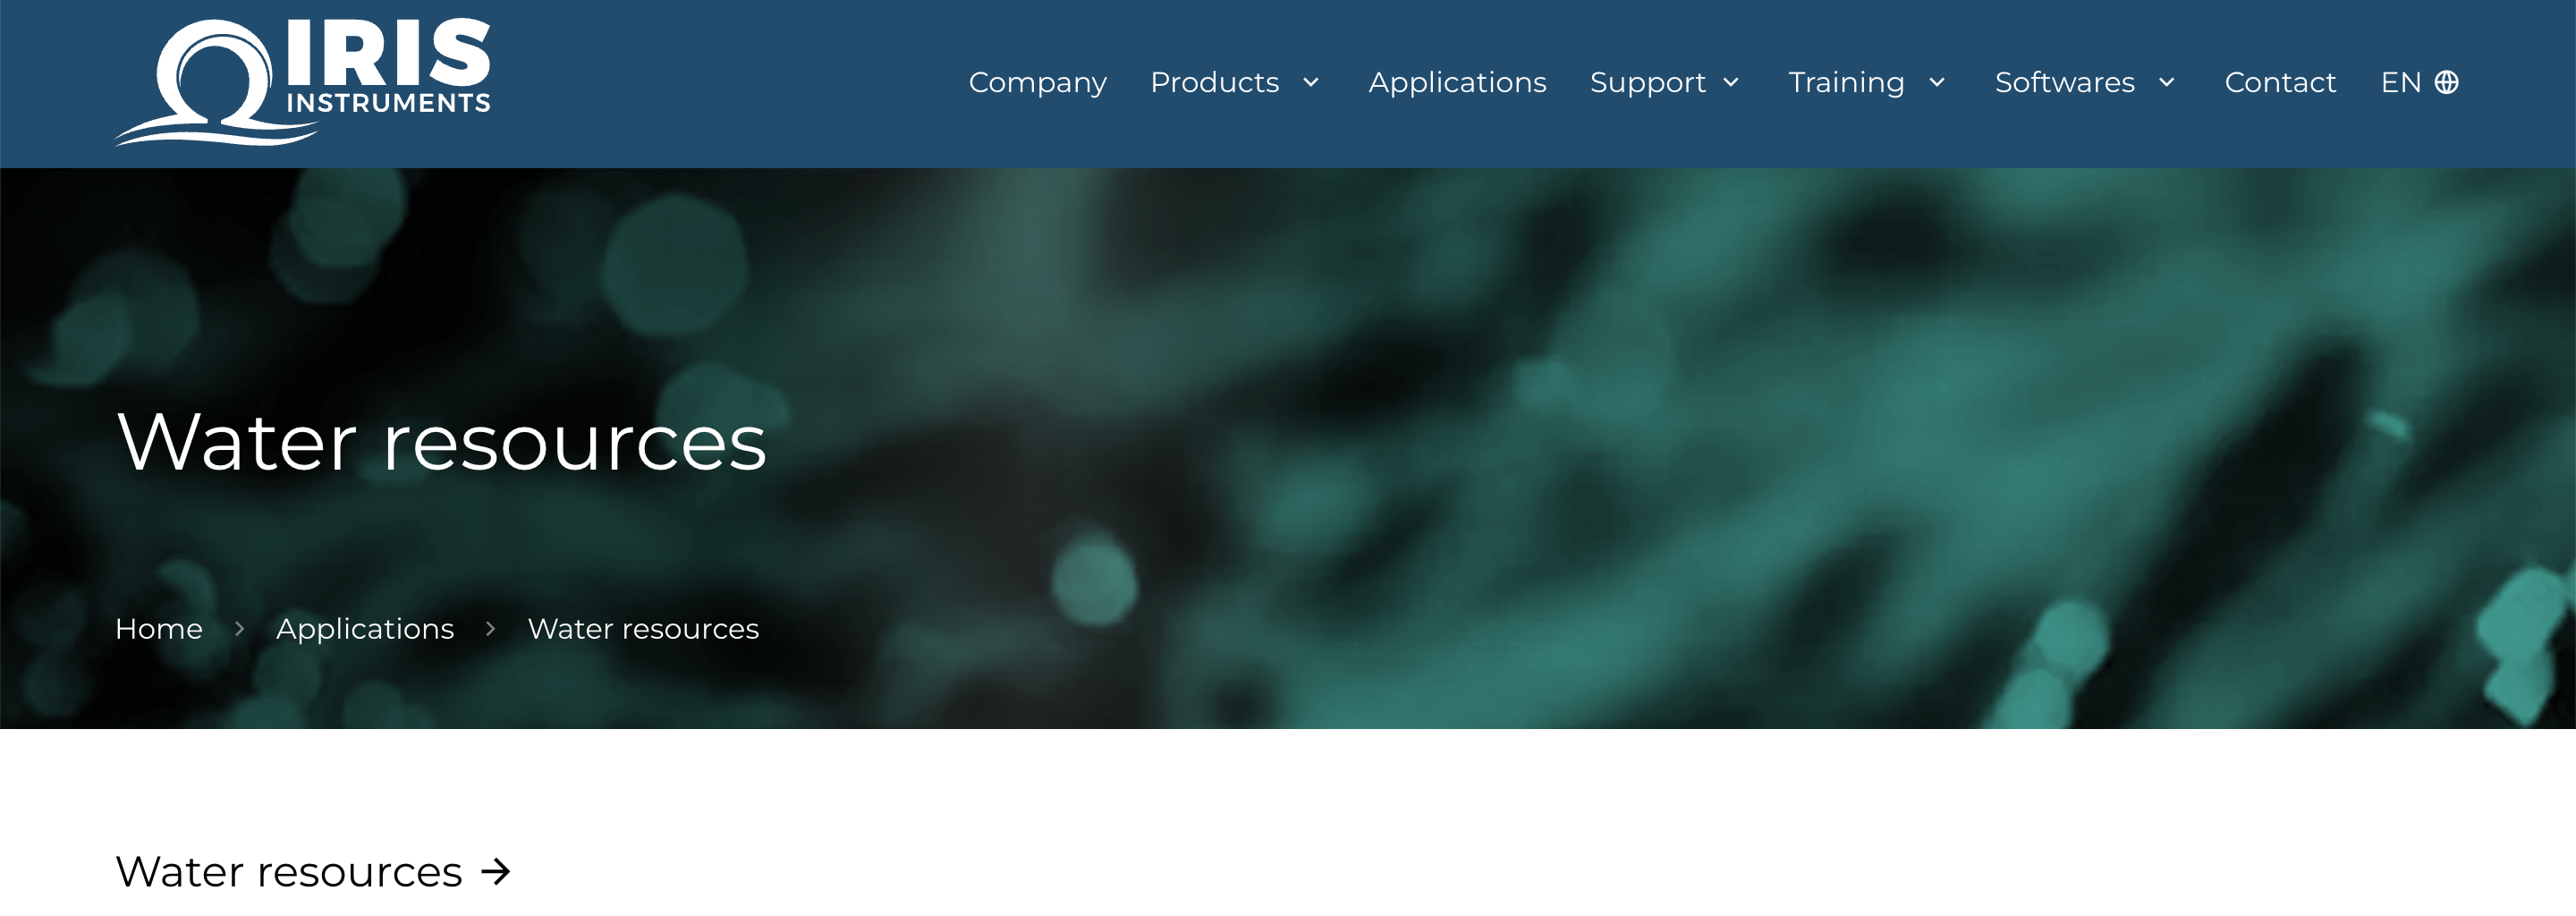 IRIS
INSTRUMENTS
Company Products Applications Support Training Softwares Contact EN
Water resources
Home > Applications > Water resources
Water resources →